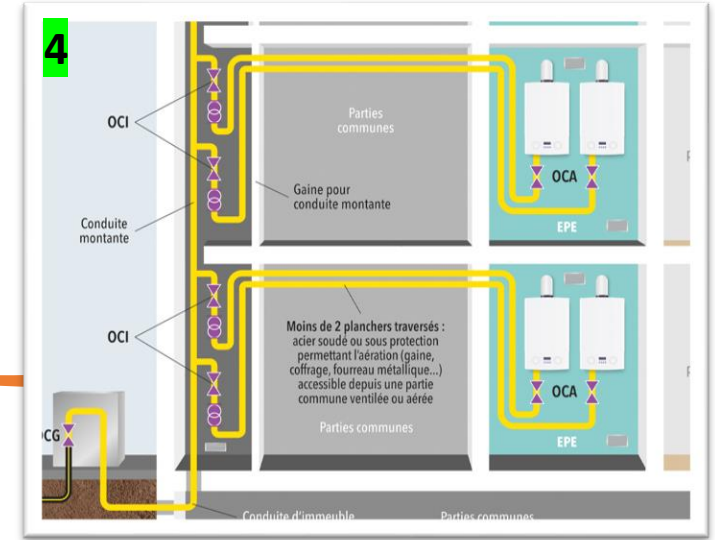 4
OCI
Parties
communes
OCA
Gaine pour
conduite montante
Conduite
montante
EPE
OCI
Moins de 2 planchers traversés :
acier soudé ou sous protection
permettant l'aération (gaine,
coffrage, fourreau métallique...)
accessible depuis une partie
commune ventilée ou aérée
OCA
Parties communes
OCG
EPE
Conduite d'immeuble
Parties communes